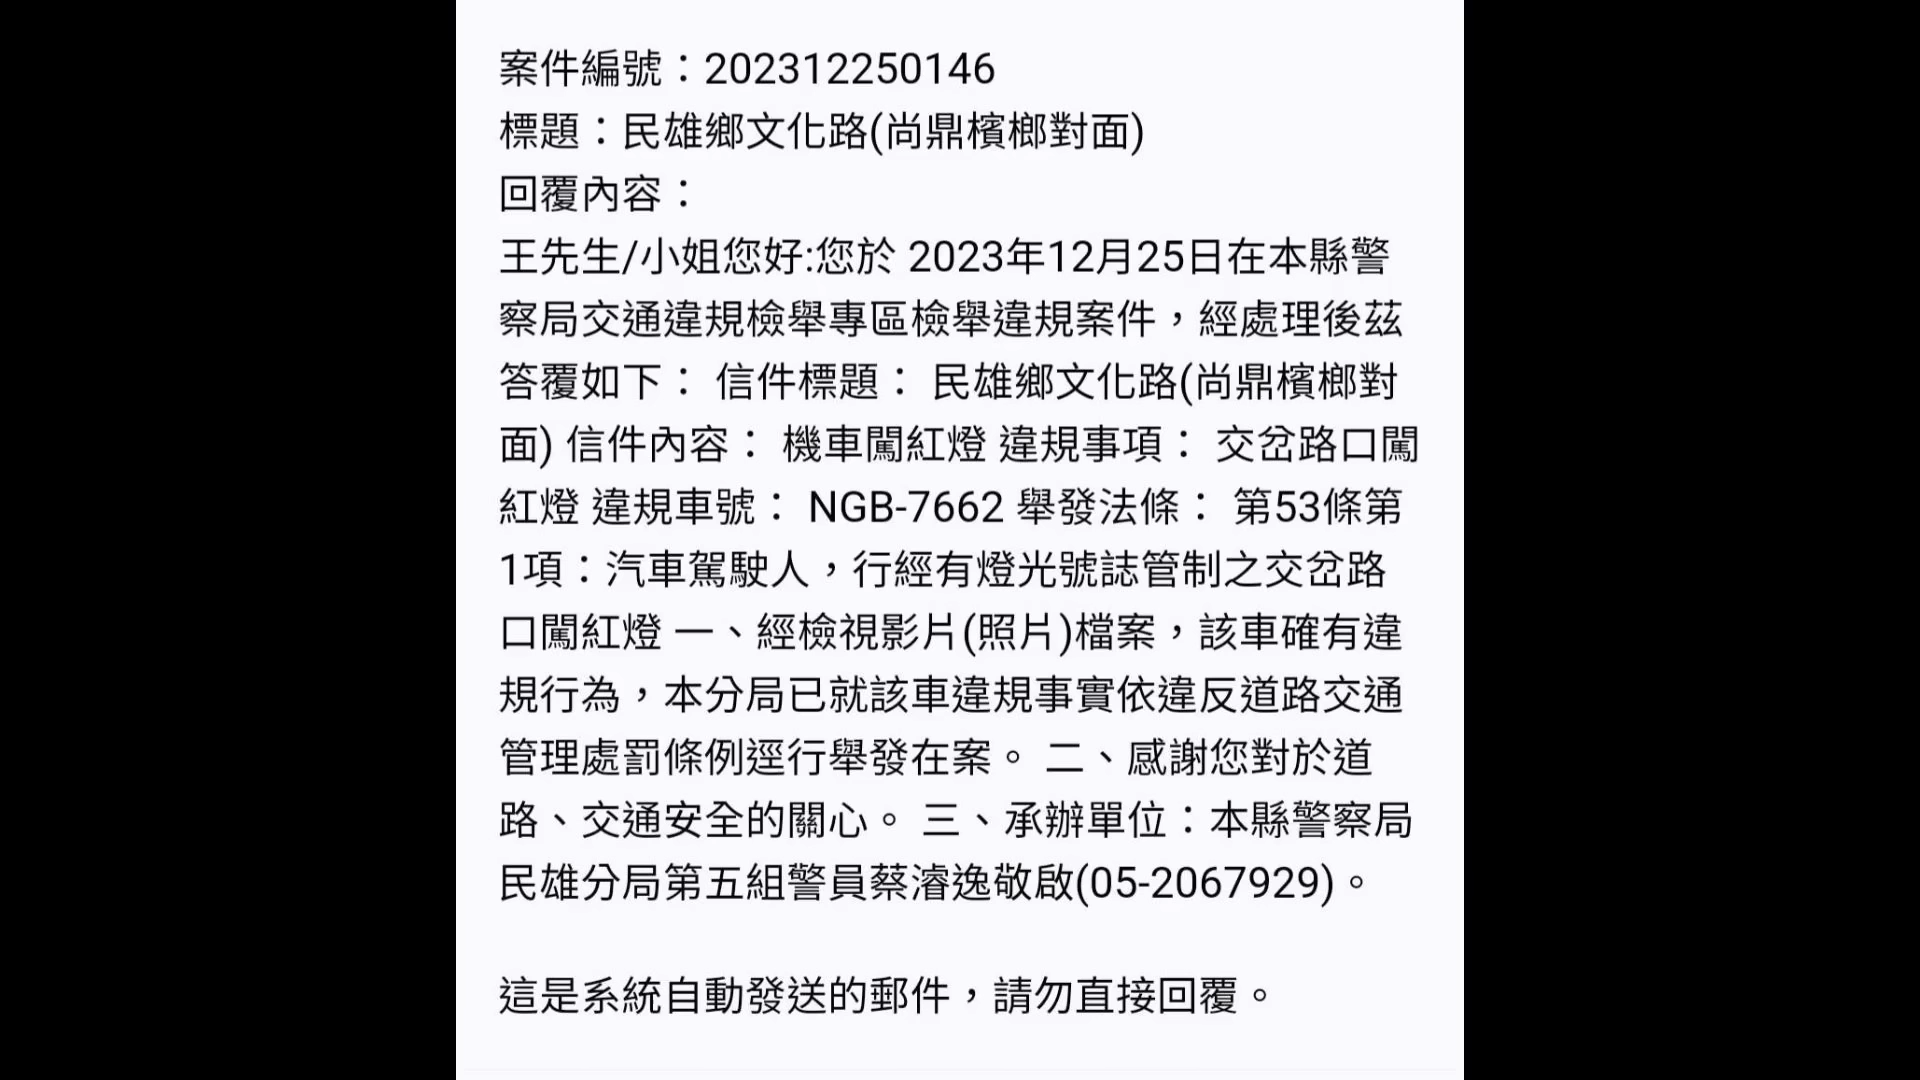 案件編號：202312250146
標題：民雄鄉文化路(尚鼎檳榔對面)
回覆內容：
王先生/小姐您好:您於 2023年12月25日在本縣警
察局交通違規檢舉專區檢舉違規案件，經處理後茲
答覆如下： 信件標題： 民雄鄉文化路(尚鼎檳榔對
面) 信件內容： 機車闖紅燈 違規事項： 交岔路口闖
紅燈 違規車號： NGB-7662 舉發法條： 第53條第
1項：汽車駕駛人，行經有燈光號誌管制之交岔路
口闖紅燈 一、經檢視影片(照片)檔案，該車確有違
規行為，本分局已就該車違規事實依違反道路交通
管理處罰條例逕行舉發在案。 二、感謝您對於道
路、交通安全的關心。 三、承辦單位：本縣警察局
民雄分局第五組警員蔡濬逸敬啟(05-2067929)。
這是系統自動發送的郵件，請勿直接回覆。